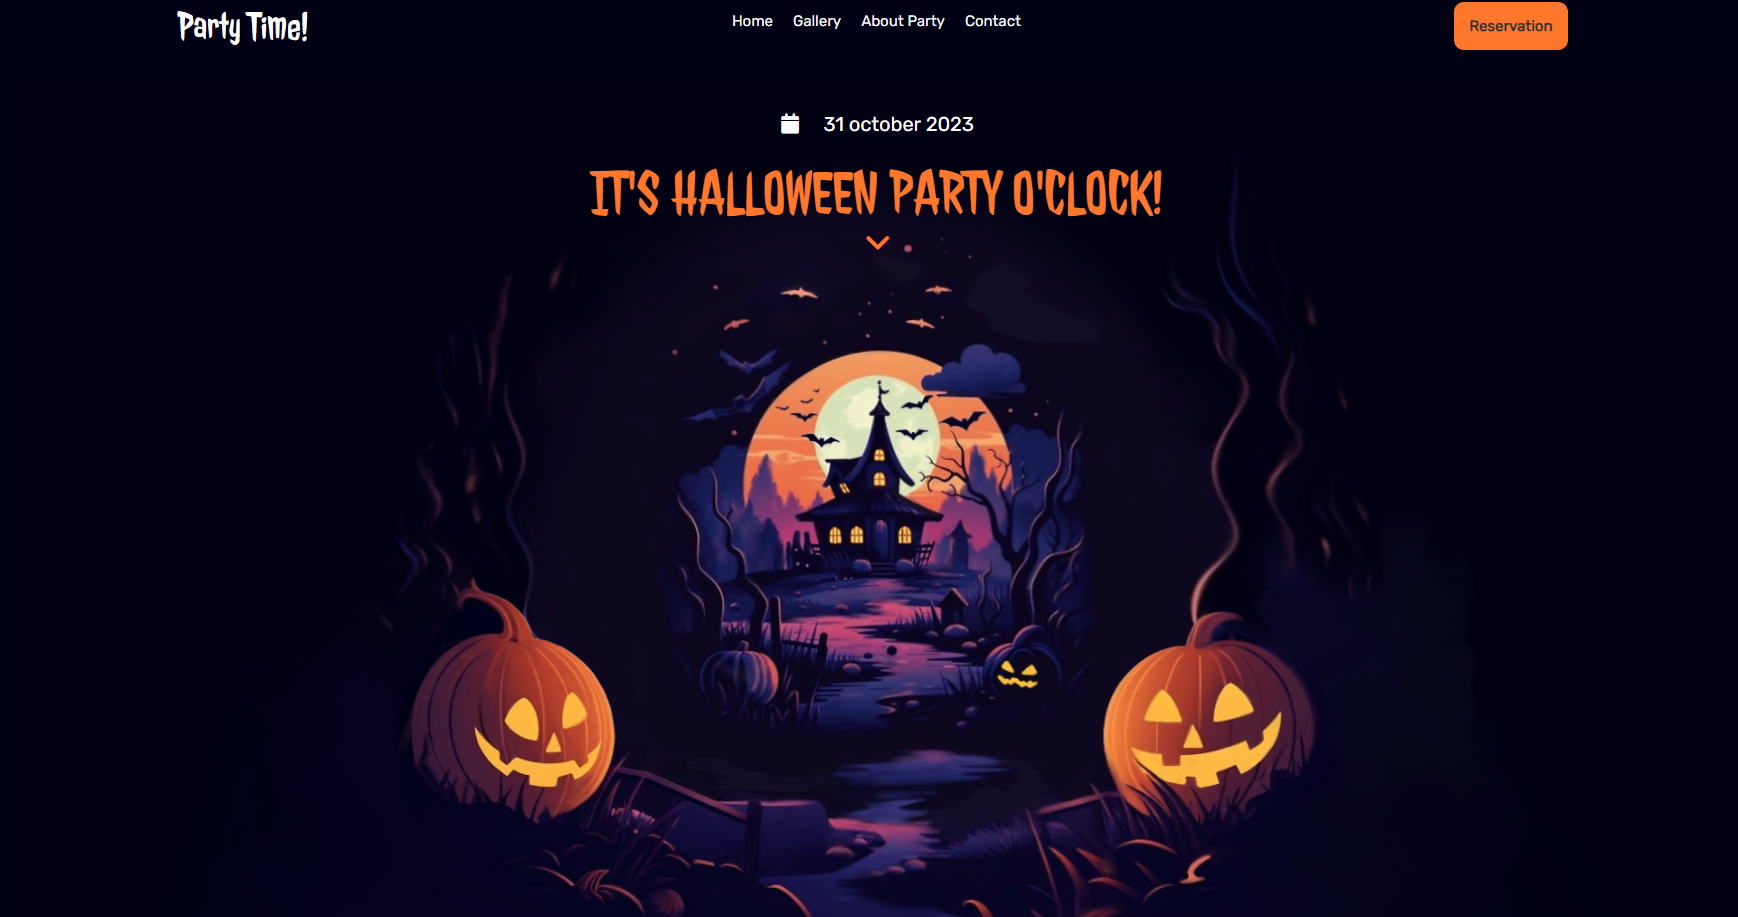 Party Time!
Home Gallery About Party Contact
Reservation
31 october 2023
IT'S HALLOWEEN PARTY O'CLOCK!